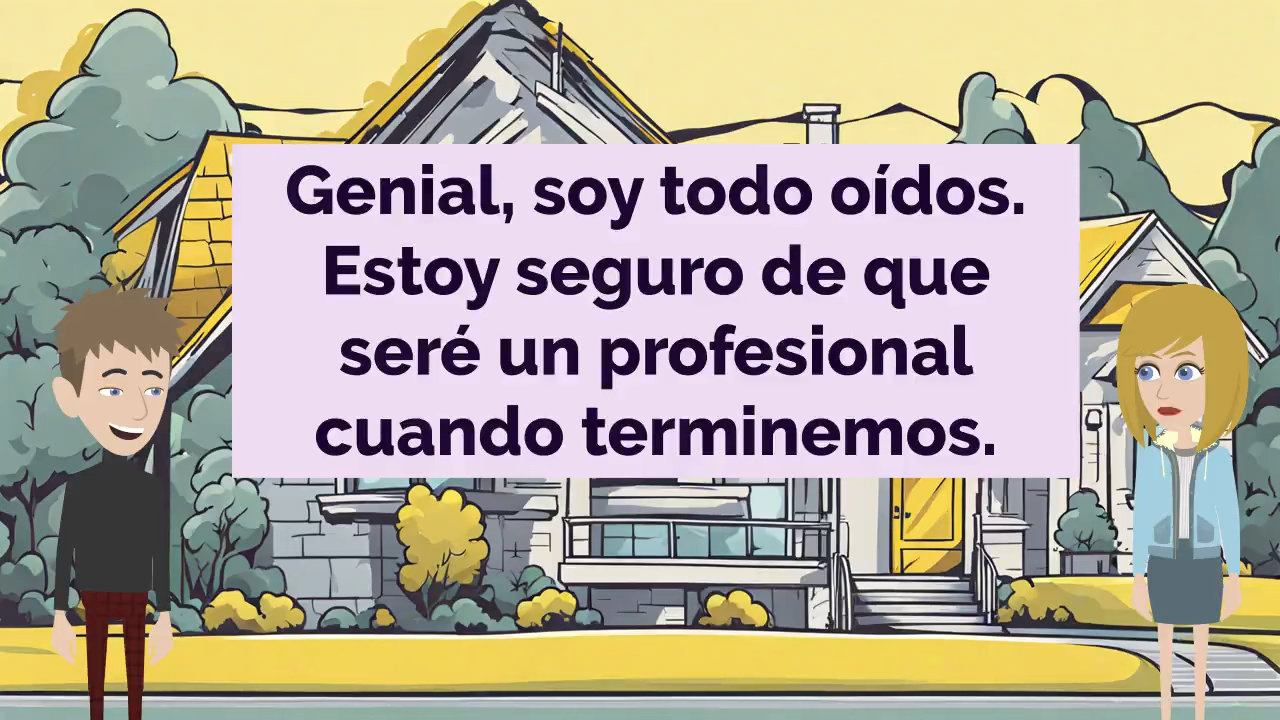 Genial, soy todo oídos.
Estoy seguro de que
seré un profesional
cuando terminemos.